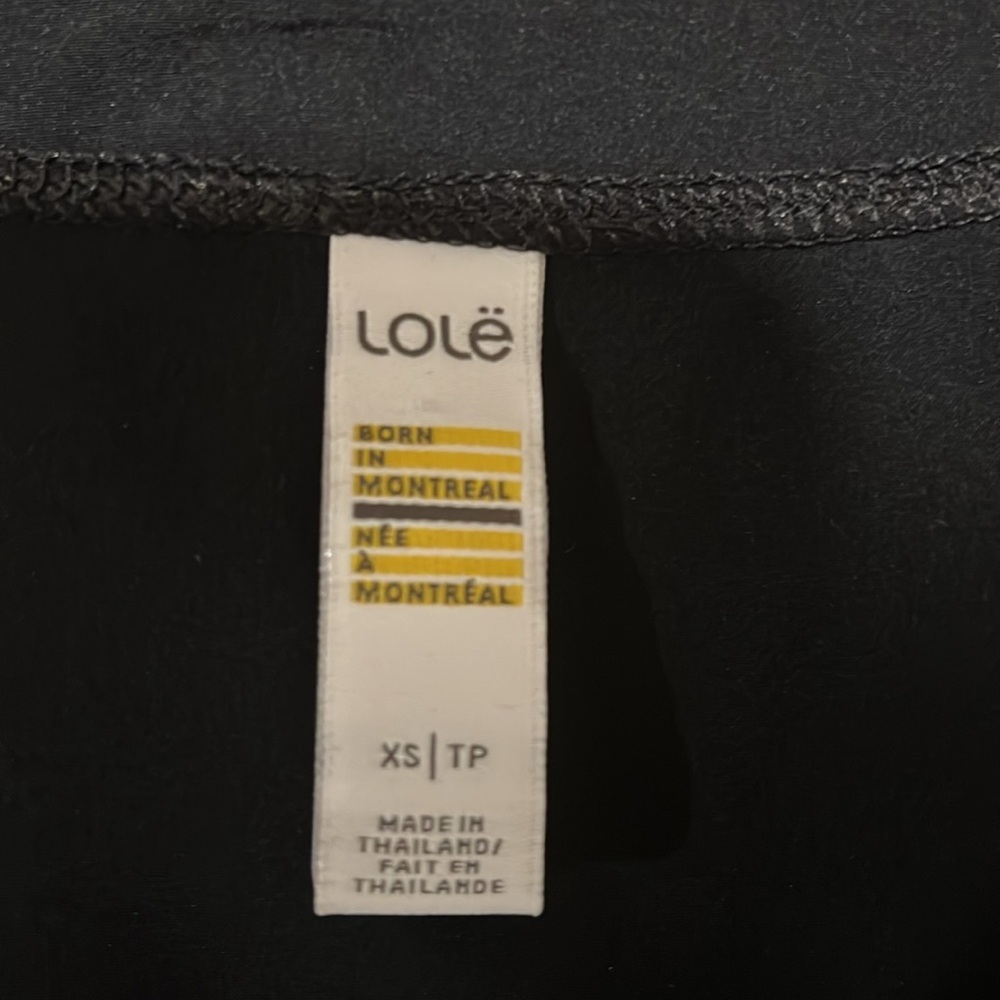 LOLË
BORN
IN
MONTREAL
NÉE
À
MONTRÉAL
XS|TP
MADE IN
THAILAND/
FAIT EN
THAILANDE